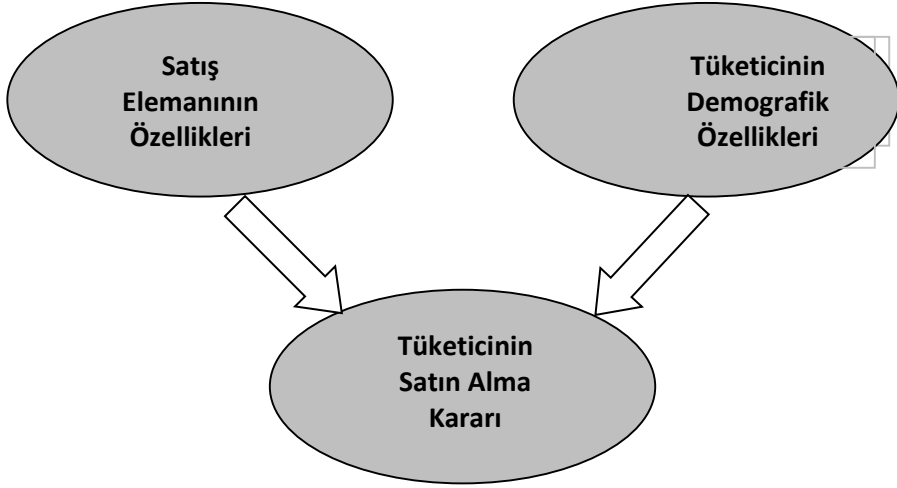 Satış
Elemanının
Özellikleri
Tüketicinin
Demografik
Özellikleri
Tüketicinin
Satın Alma
Kararı